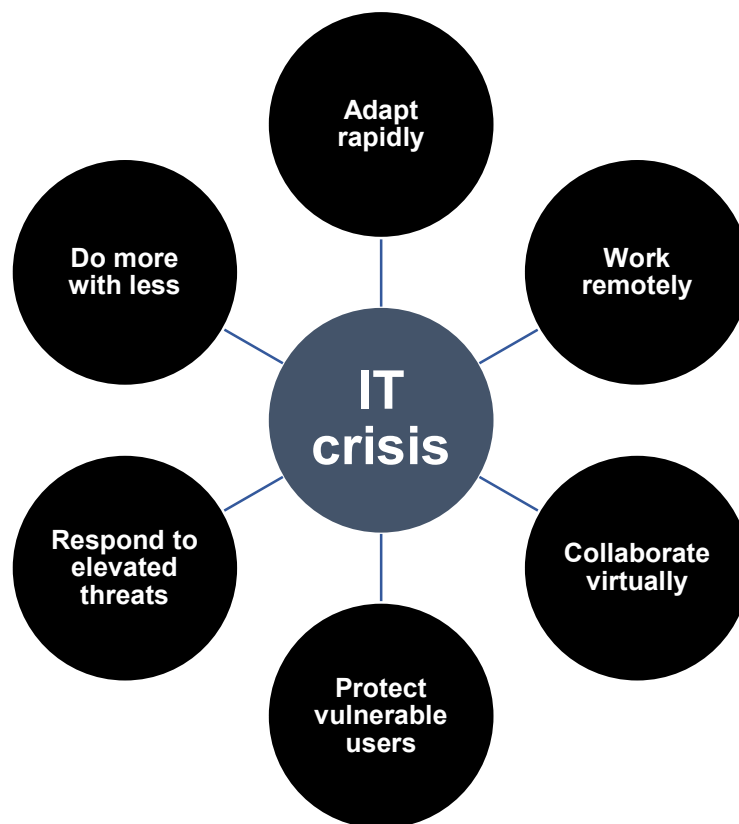 Adapt
rapidly
Do more
with less
Work
remotely
IT
crisis
Respond to
elevated
threats
Collaborate
virtually
Protect
vulnerable
users